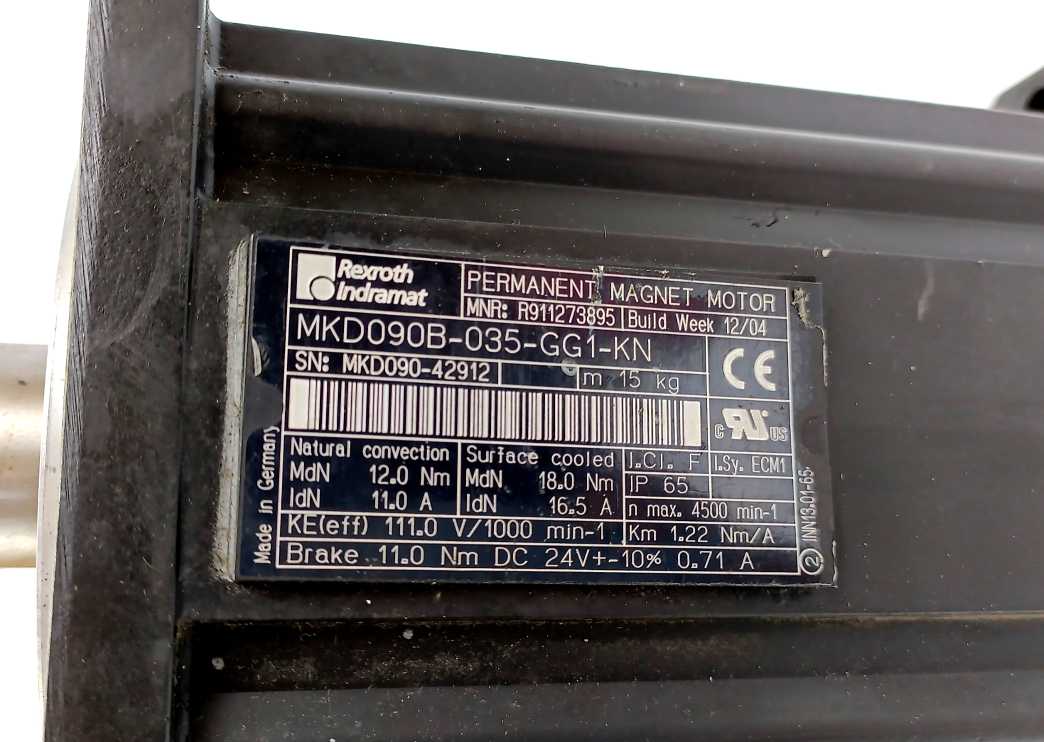 Rexroth
Indramat
PERMANENT MAGNET MOTOR
MNR: R911273895 Build Week 12/04
MKD090B-035-GG1-KN
SN: MKD090-42912 m 15 kg
CE
c RU US
Natural convection Surface cooled I.Cl. F I.Sy. ECM1
MdN 12.0 Nm MdN 18.0 Nm IP 65
IdN 11.0 A IdN 16.5 A n max. 4500 min-1
KE(eff) 111.0 V/1000 min-1 Km 1.22 Nm/A
Brake 11.0 Nm DC 24V+-10% 0.71 A
Made in Germany
2 INN13.01-65